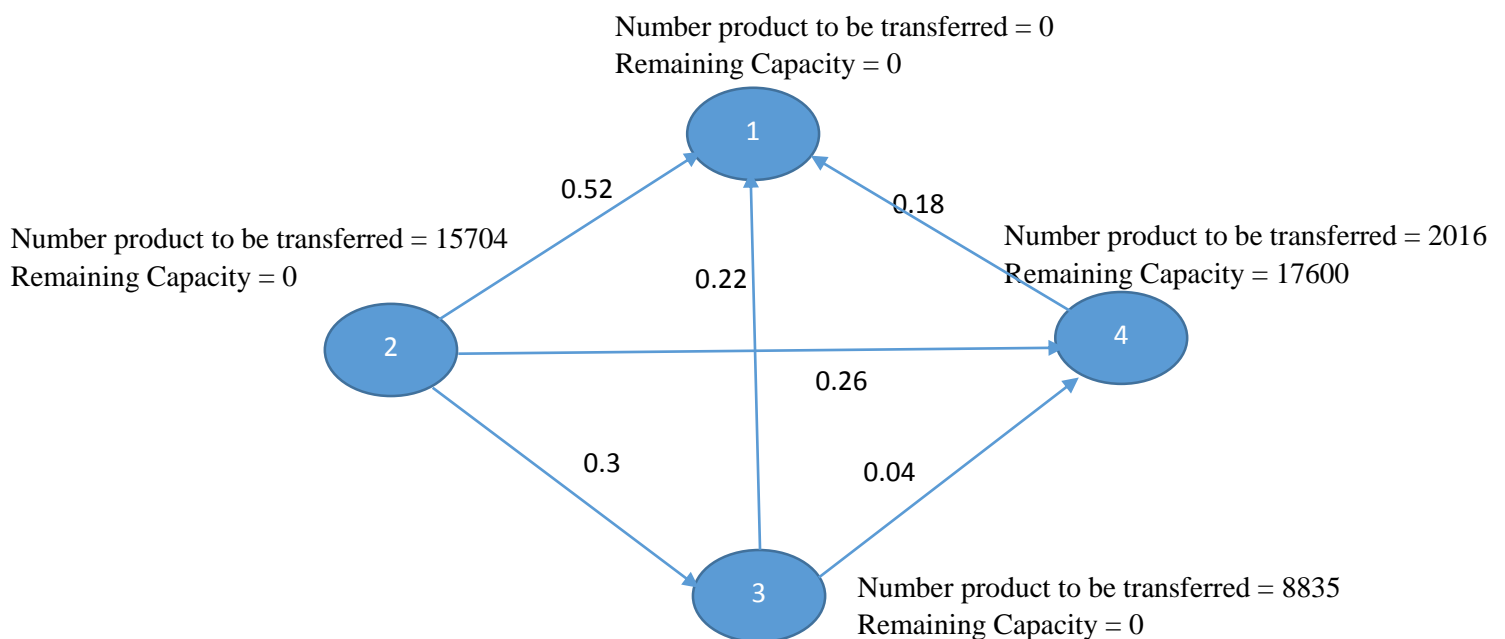 Number product to be transferred = 0
Remaining Capacity = 0
1
0.52
0.18
Number product to be transferred = 15704
Remaining Capacity = 0
Number product to be transferred = 2016
Remaining Capacity = 17600
0.22
2
4
0.26
0.3
0.04
3
Number product to be transferred = 8835
Remaining Capacity = 0